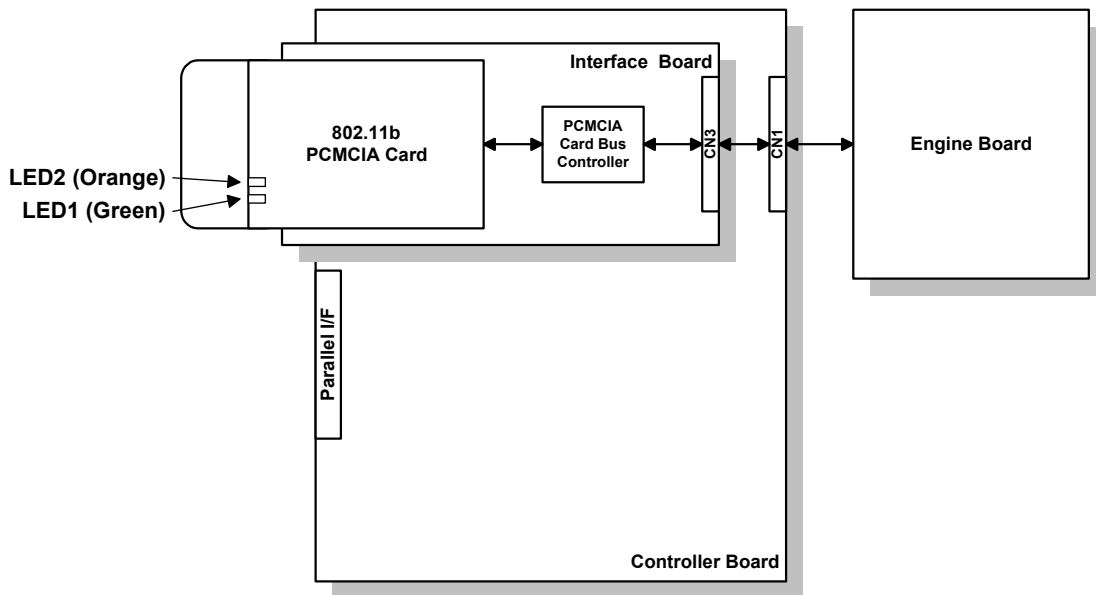 Interface Board
802.11b
PCMCIA Card
PCMCIA
Card Bus
Controller
CN3
CN1
Engine Board
LED2 (Orange)
LED1 (Green)
Parallel I/F
Controller Board